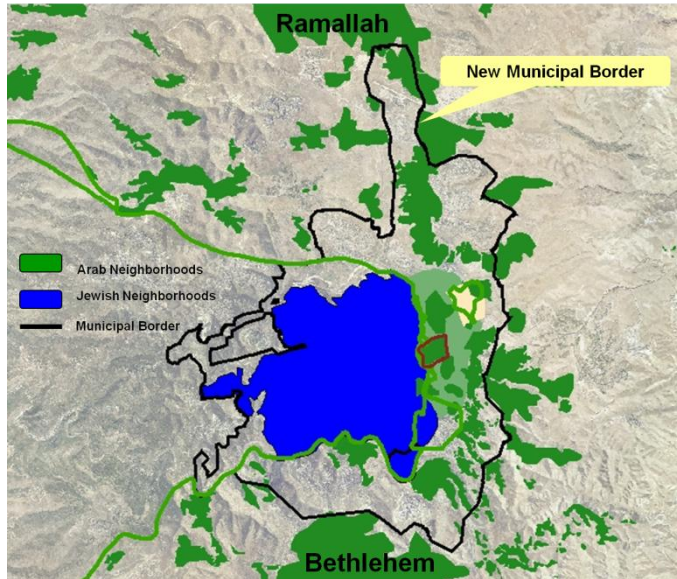 Ramallah
New Municipal Border
Arab Neighborhoods
Jewish Neighborhoods
Municipal Border
Bethlehem